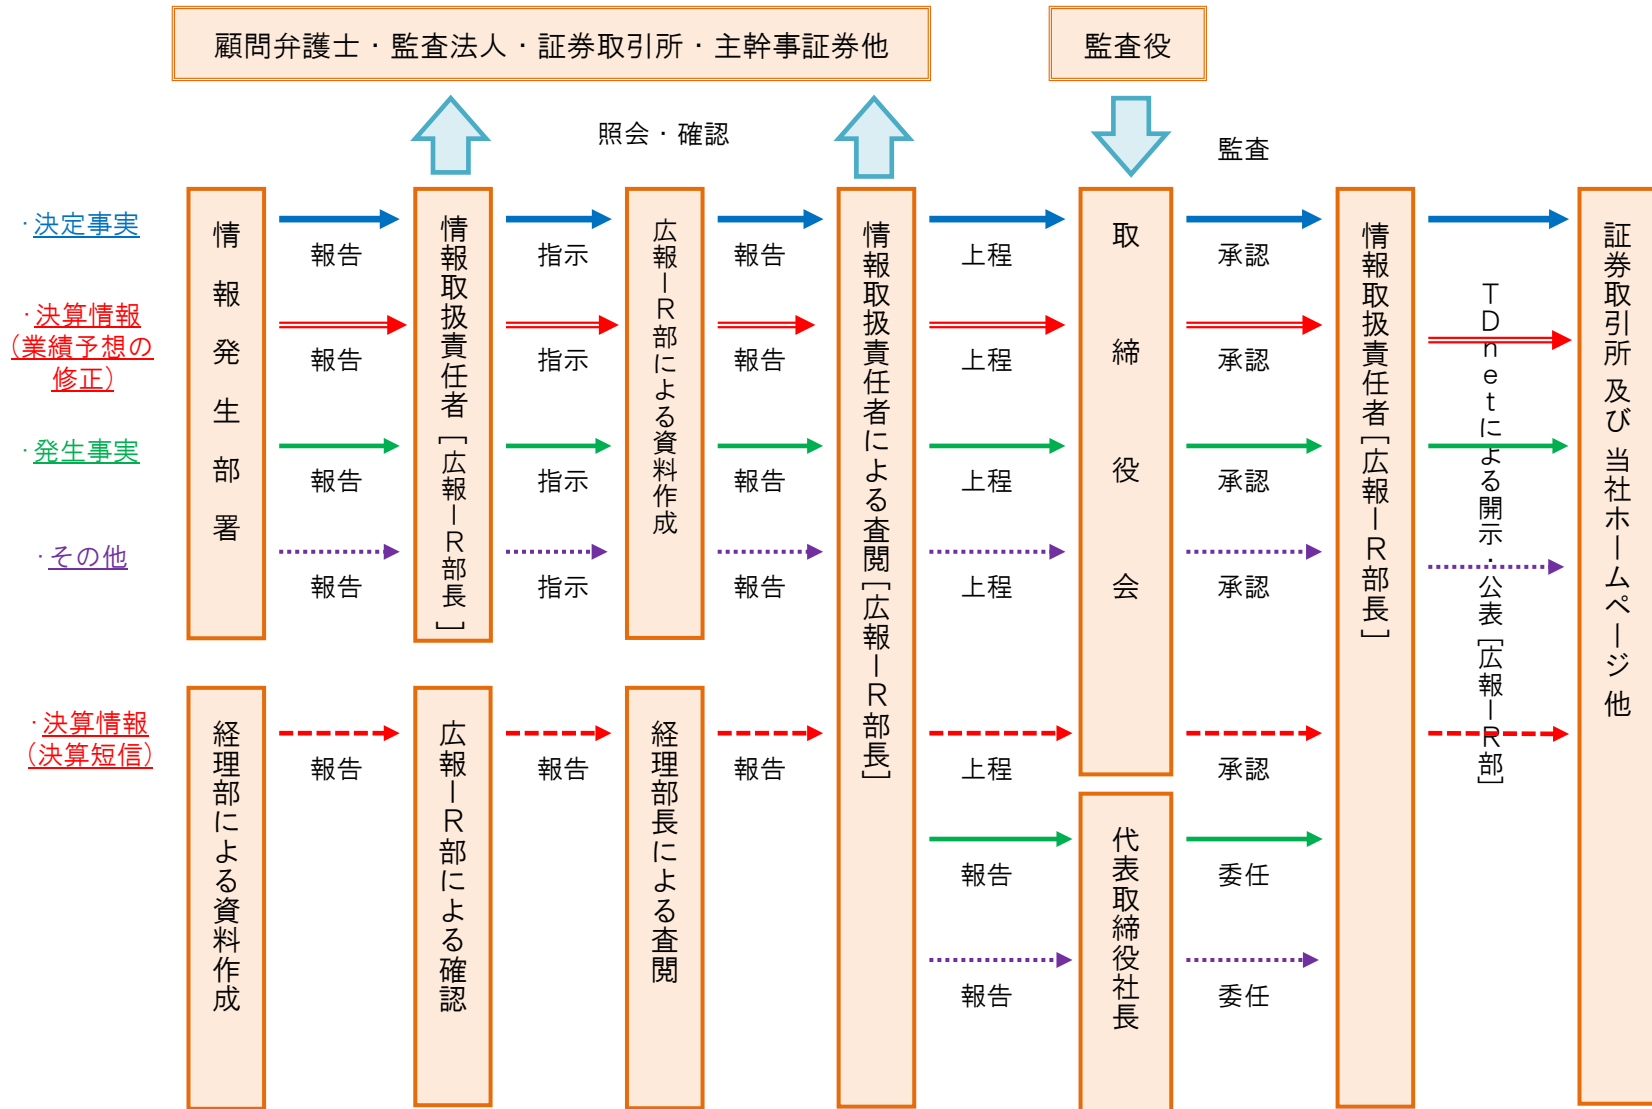 顧問弁護士・監査法人・証券取引所・主幹事証券他
監査役
照会・確認
監査
・決定事実
・決算情報
（業績予想の
修正）
・発生事実
・その他
・決算情報
（決算短信）
情報発生部署
報告
報告
報告
報告
情報取扱責任者［広報ＩＲ部長］
指示
指示
指示
指示
広報ＩＲ部による資料作成
報告
報告
報告
報告
経理部による資料作成
報告
広報ＩＲ部による確認
報告
経理部長による査閲
報告
情報取扱責任者による査閲［広報ＩＲ部長］
上程
上程
上程
上程
上程
報告
報告
取締役会
代表取締役社長
承認
承認
承認
承認
承認
委任
委任
情報取扱責任者［広報ＩＲ部長］
ＴＤｎｅｔによる開示・公表［広報ＩＲ部］
証券取引所 及び 当社ホームページ 他